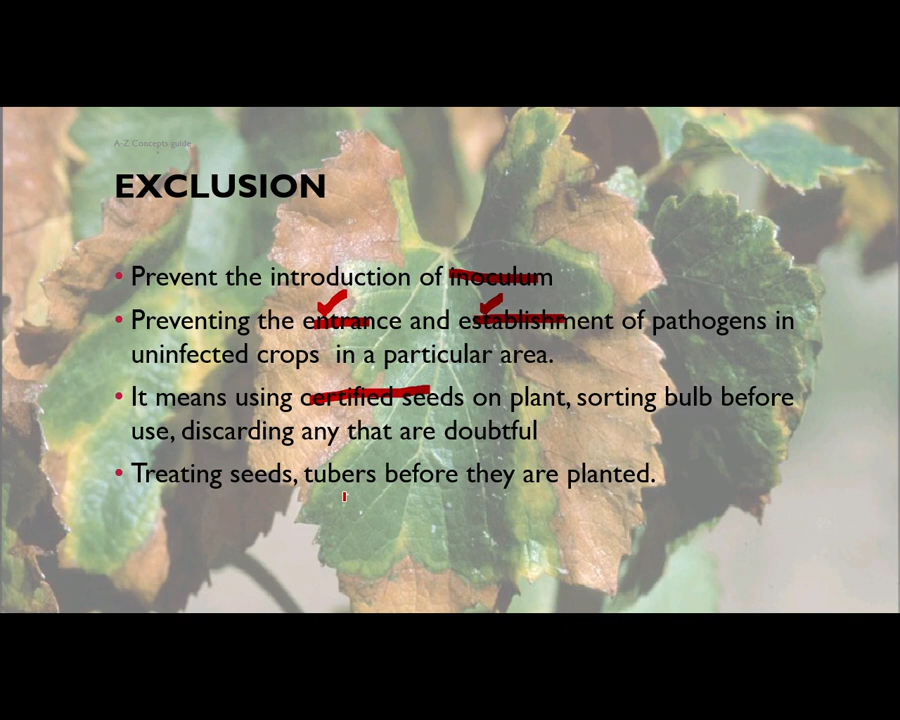 A-Z Concepts guide
EXCLUSION
• Prevent the introduction of inoculum
• Preventing the entrance and establishment of pathogens in
uninfected crops in a particular area.
• It means using certified seeds on plant, sorting bulb before
use, discarding any that are doubtful
• Treating seeds, tubers before they are planted.